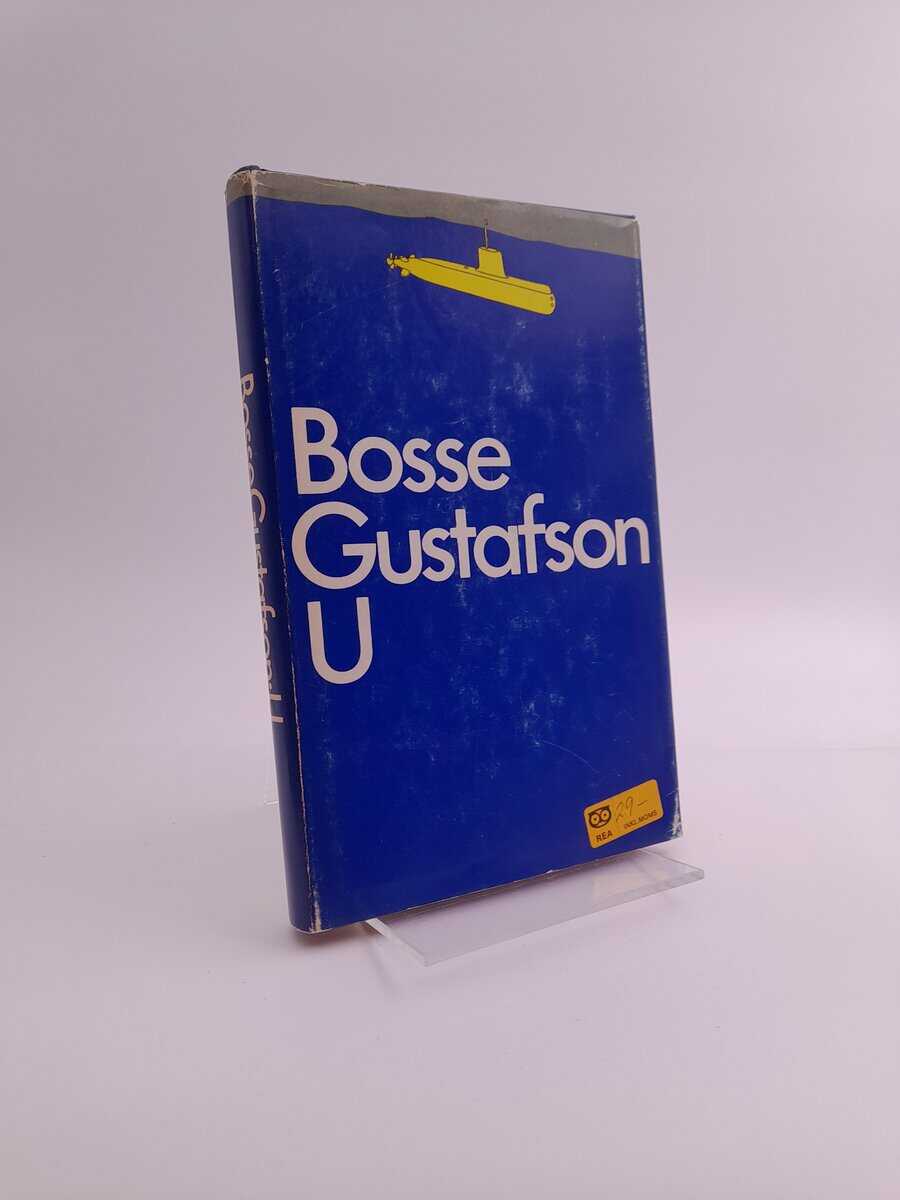 Bosse
Gustafson
U
Bosse Gustafson U
29-
REA INKL.MOMS